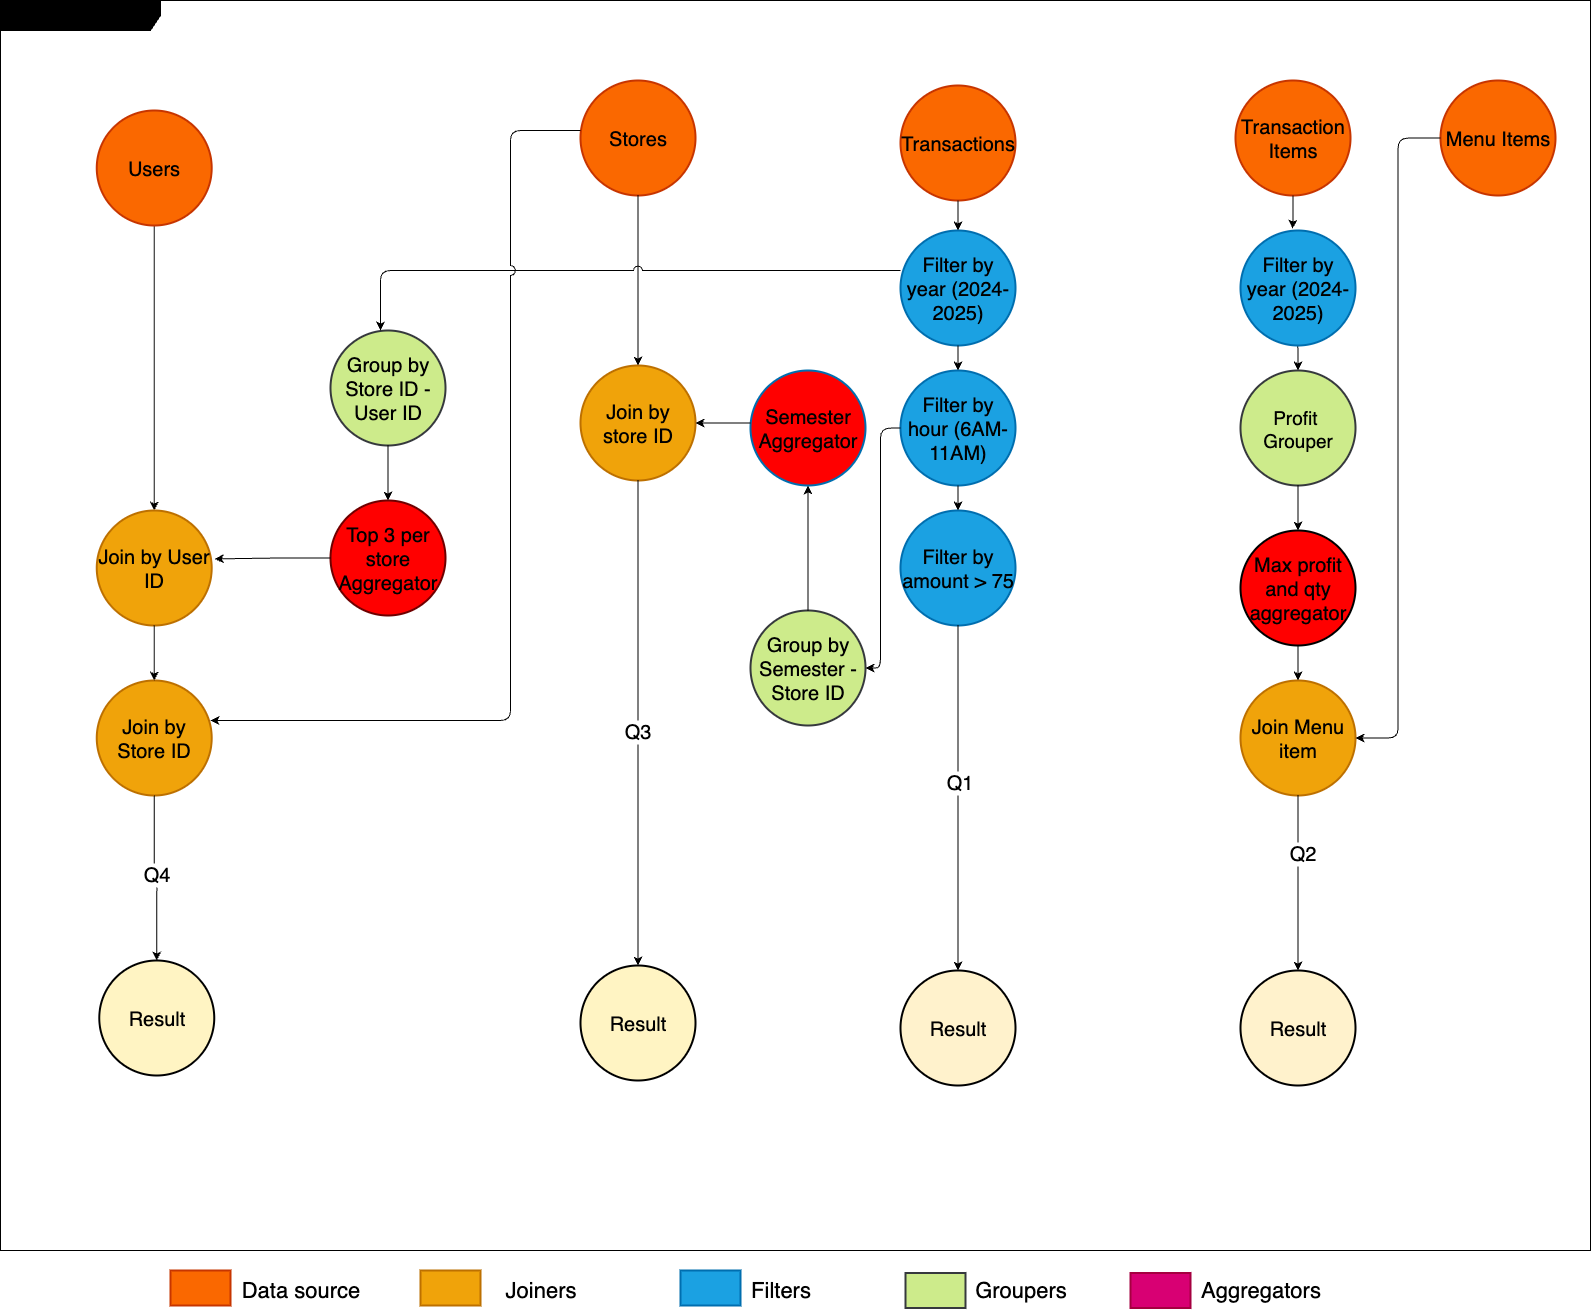 Users
Stores
Transactions
Transaction
Items
Menu Items
Filter by
year (2024-
2025)
Filter by
year (2024-
2025)
Group by
Store ID -
User ID
Join by
store ID
Semester
Aggregator
Filter by
hour (6AM-
11AM)
Profit
Grouper
Join by User
ID
Top 3 per
store
Aggregator
Filter by
amount > 75
Max profit
and qty
aggregator
Group by
Semester -
Store ID
Join by
Store ID
Join Menu
item
Q3
Q1
Q2
Q4
Result
Result
Result
Result
Data source
Joiners
Filters
Groupers
Aggregators